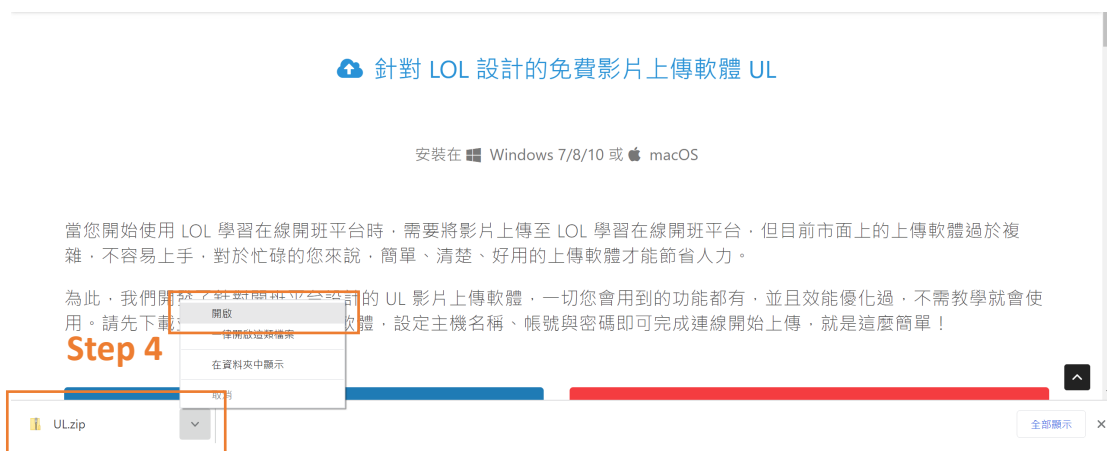 針對 LOL 設計的免費影片上傳軟體 UL
安裝在 Windows 7/8/10 或 macOS
當您開始使用 LOL 學習在線開班平台時，需要將影片上傳至 LOL 學習在線開班平台，但目前市面上的上傳軟體過於複
雜，不容易上手，對於忙碌的您來說，簡單、清楚、好用的上傳軟體才能節省人力。
為此，我們開發了針對開班平台設計的 UL 影片上傳軟體，一切您會用到的功能都有，並且效能優化過，不需教學就會使
用。請先下載 軟體，設定主機名稱、帳號與密碼即可完成連線開始上傳，就是這麼簡單！
開啟
一律開啟這類檔案
在資料夾中顯示
取消
Step 4
UL.zip
全部顯示